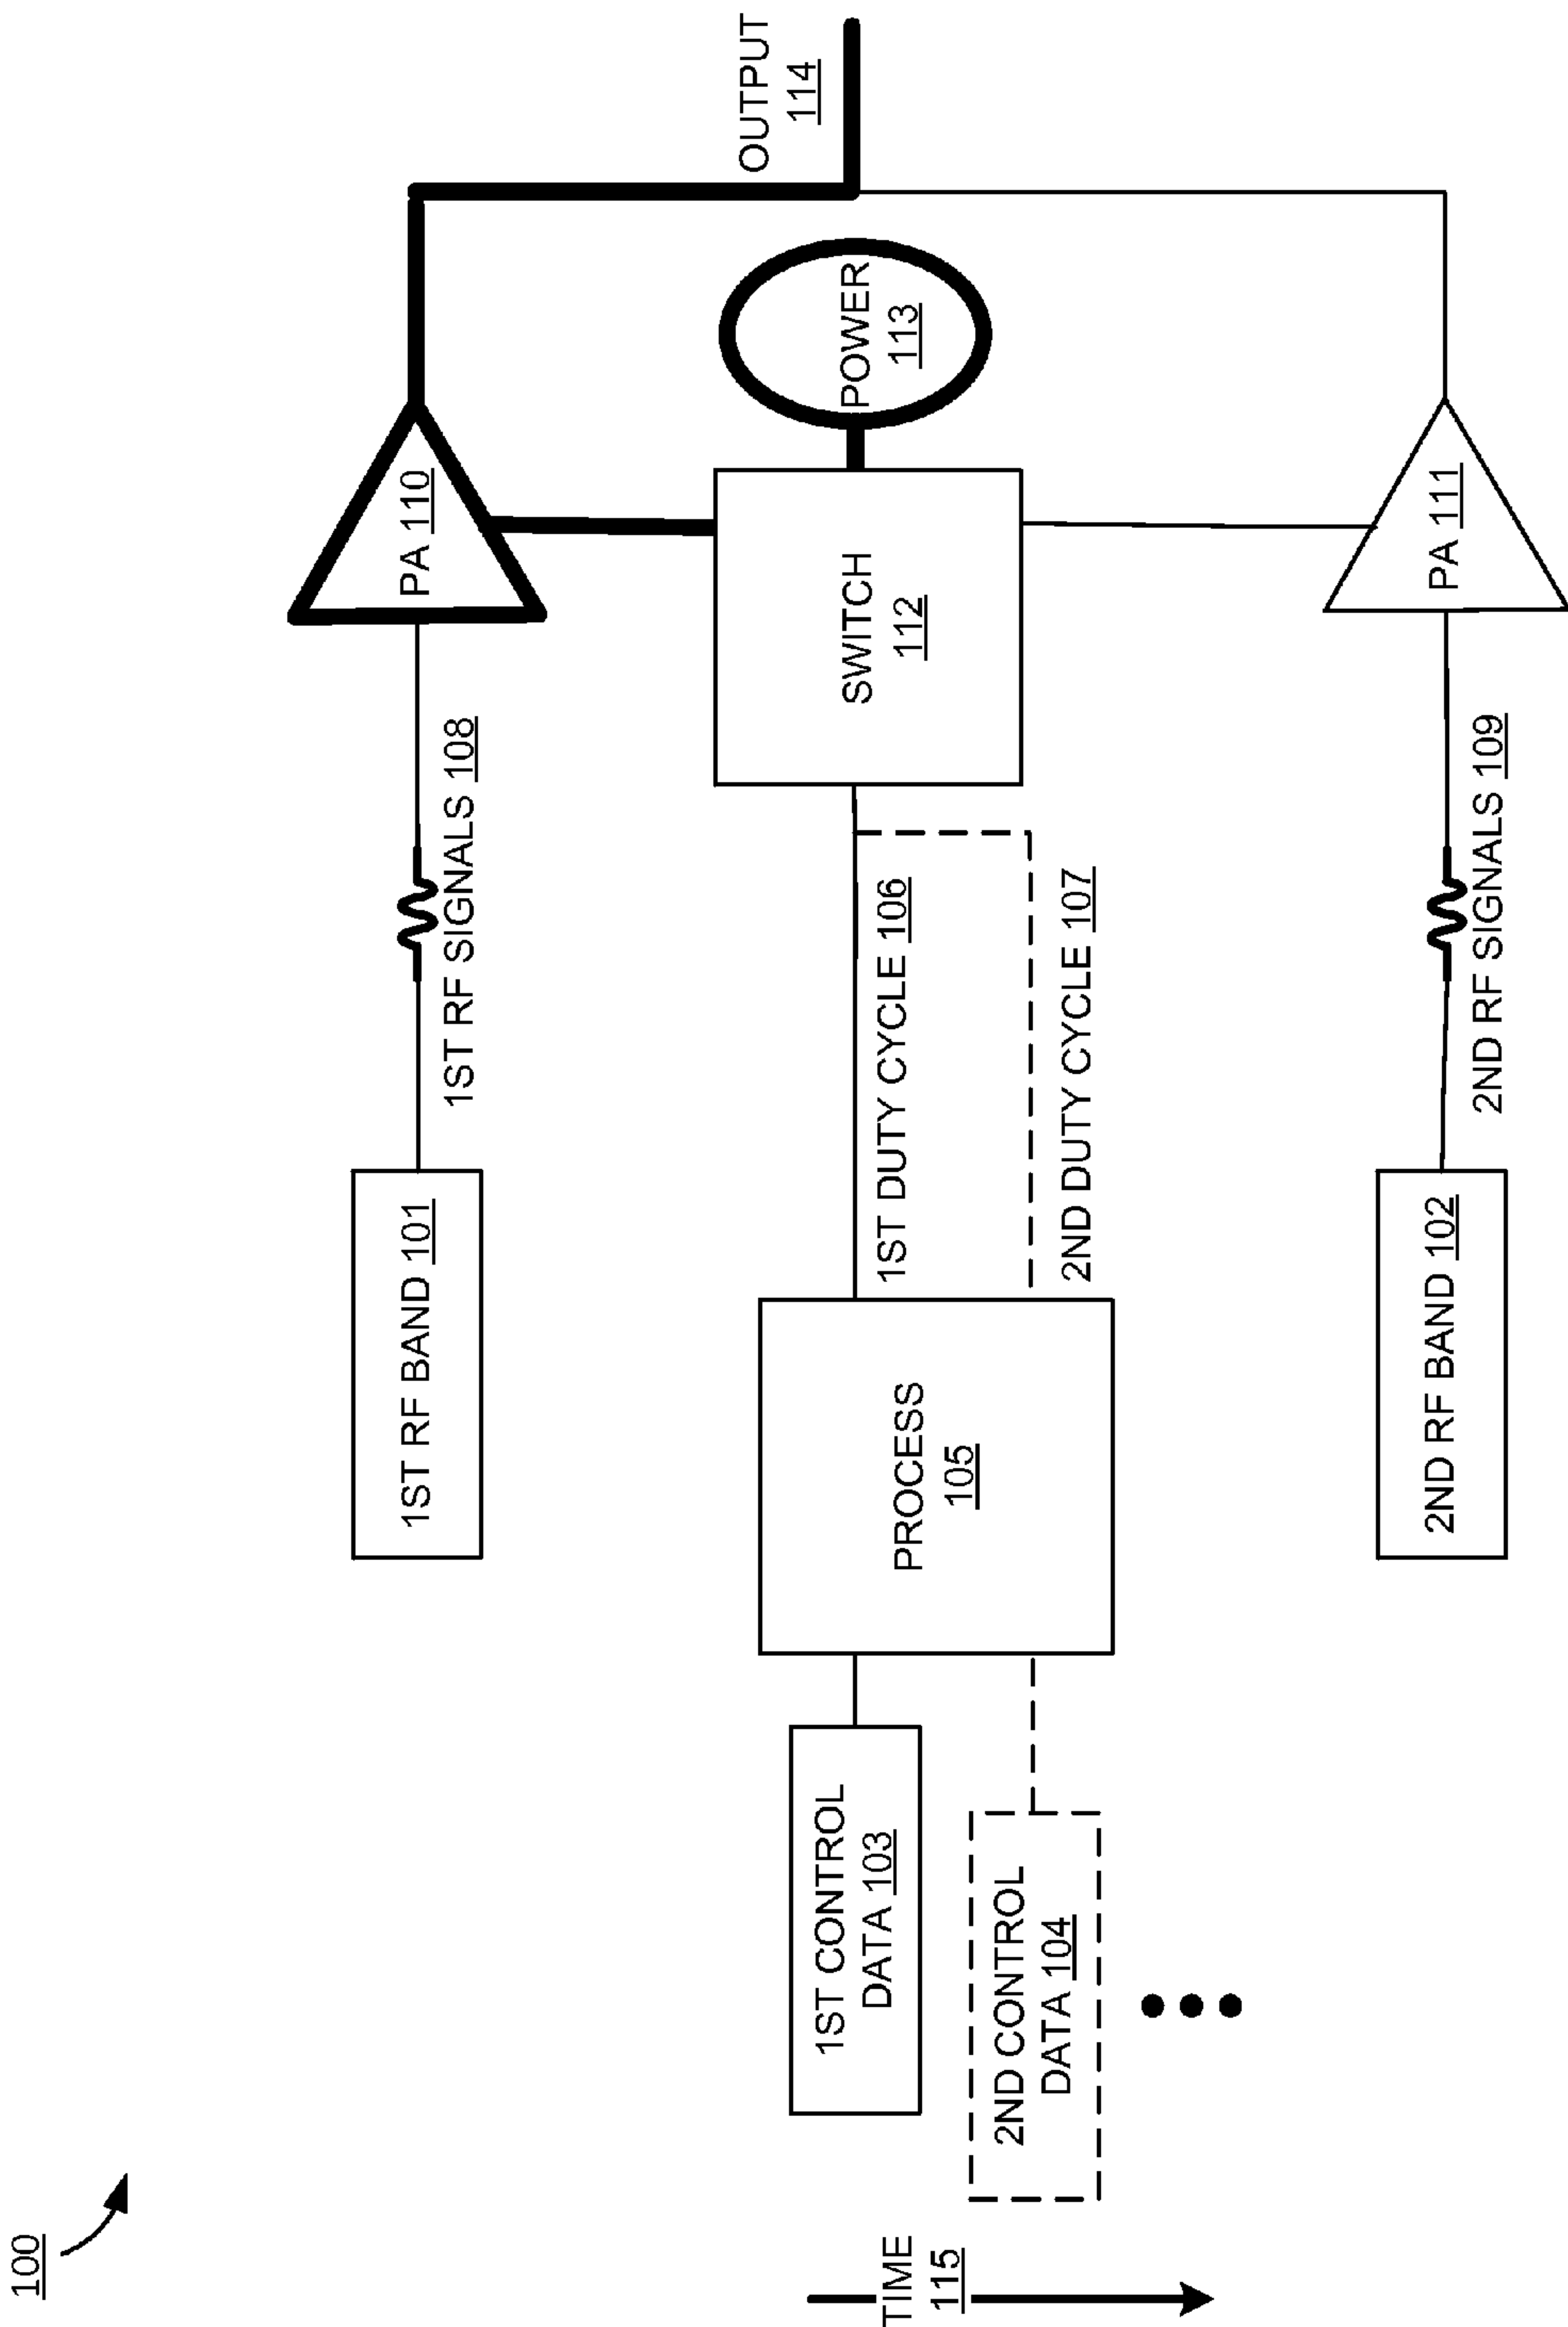 100
1ST RF BAND 101
1ST RF SIGNALS 108
PA 110
OUTPUT
114
TIME
115
1ST CONTROL
DATA 103
2ND CONTROL
DATA 104
PROCESS
105
1ST DUTY CYCLE 106
2ND DUTY CYCLE 107
SWITCH
112
POWER
113
2ND RF BAND 102
2ND RF SIGNALS 109
PA 111